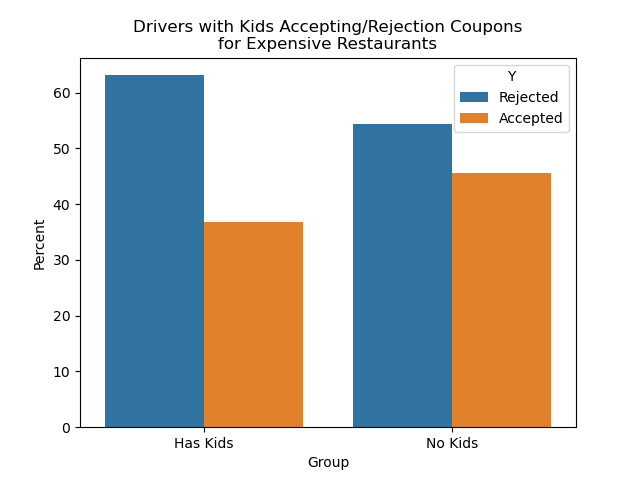 Drivers with Kids Accepting/Rejection Coupons
for Expensive Restaurants
Y
Rejected
Accepted
Percent
60
50
40
30
20
10
0
Has Kids
No Kids
Group